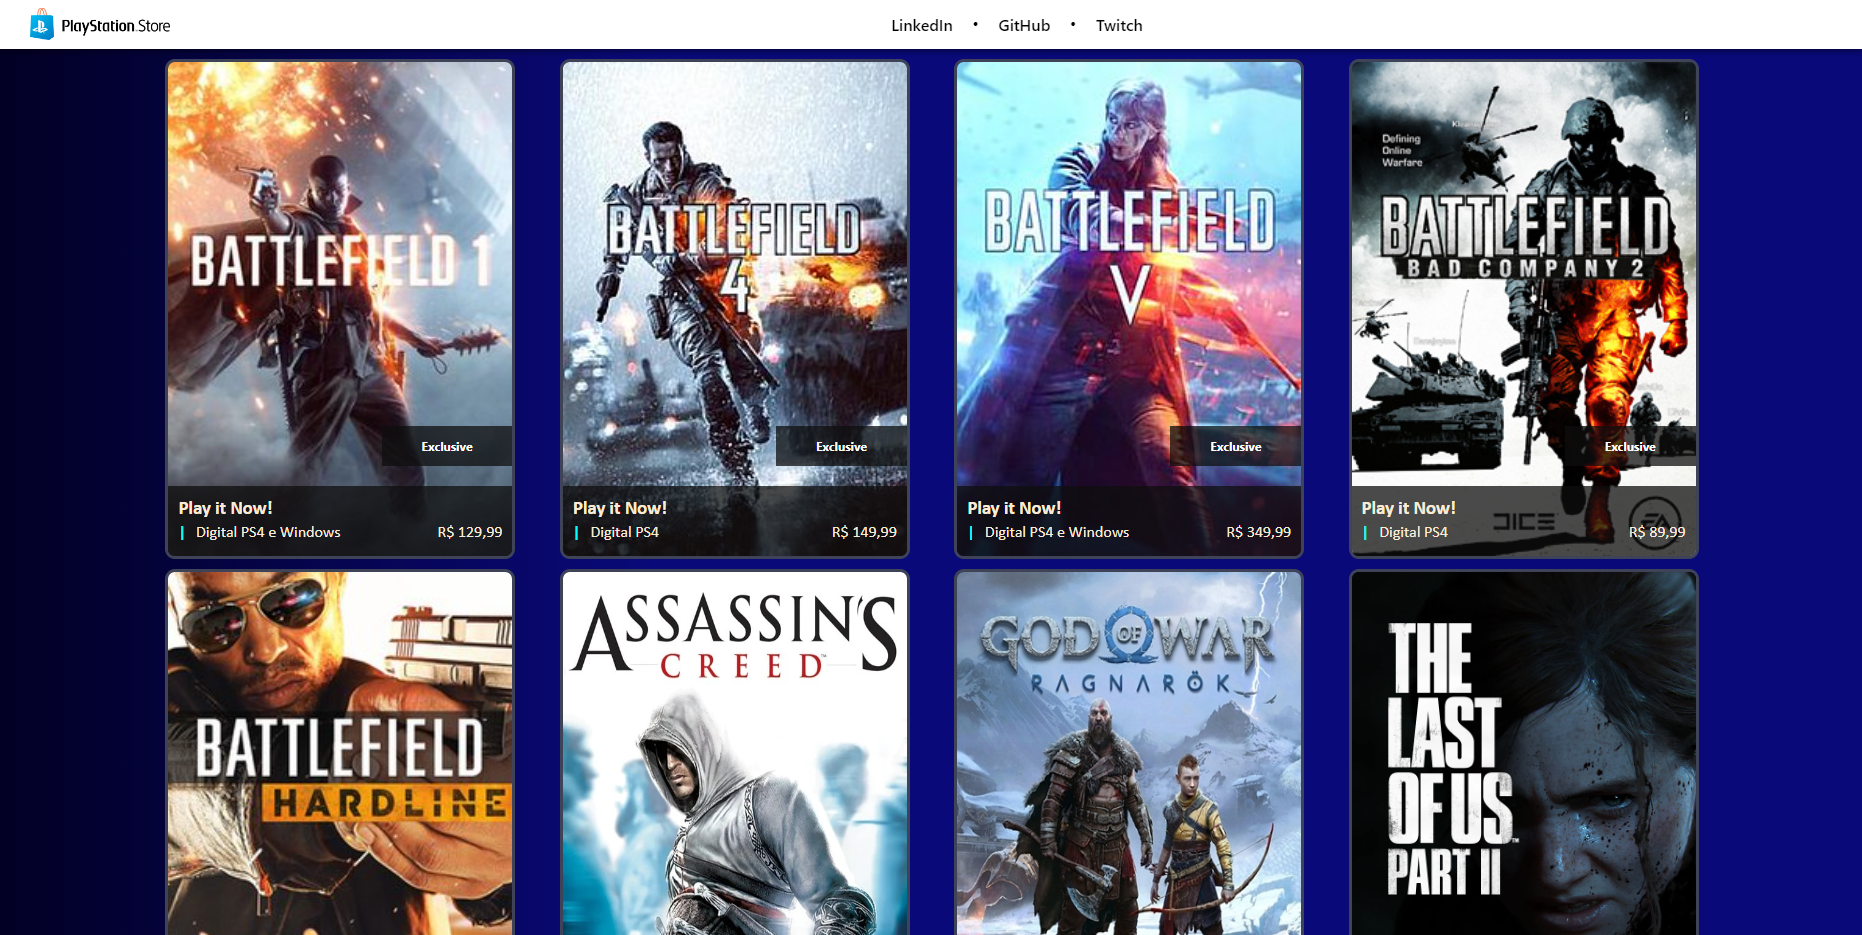 PlayStation.Store
LinkedIn • GitHub • Twitch
BATTLEFIELD 1
Exclusive
Play it Now!
| Digital PS4 e Windows R$ 129,99
BATTLEFIELD
4
Exclusive
Play it Now!
| Digital PS4 R$ 149,99
BATTLEFIELD
V
Exclusive
Play it Now!
| Digital PS4 e Windows R$ 349,99
Defining
Online
Warfare
BATTLEFIELD
BAD COMPANY 2
Exclusive
Play it Now!
DICE EA
| Digital PS4 R$ 89,99
BATTLEFIELD
HARDLINE
ASSASSIN'S
CREED™
GOD OF WAR
RAGNARÖK
THE
LAST
OF US™
PART II